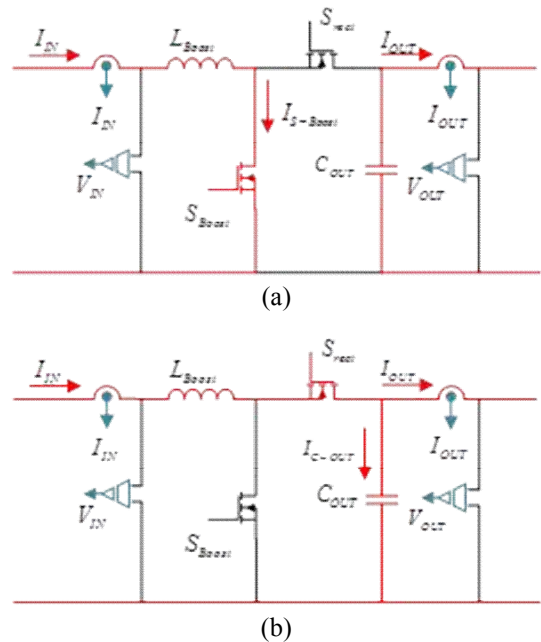 I_IN L_Boost S_rect I_OUT
I_IN I_S-Boost I_OUT
V_IN S_Boost C_OUT V_OUT
(a)
I_IN L_Boost S_rect I_OUT
I_IN I_C-OUT I_OUT
V_IN S_Boost C_OUT V_OUT
(b)